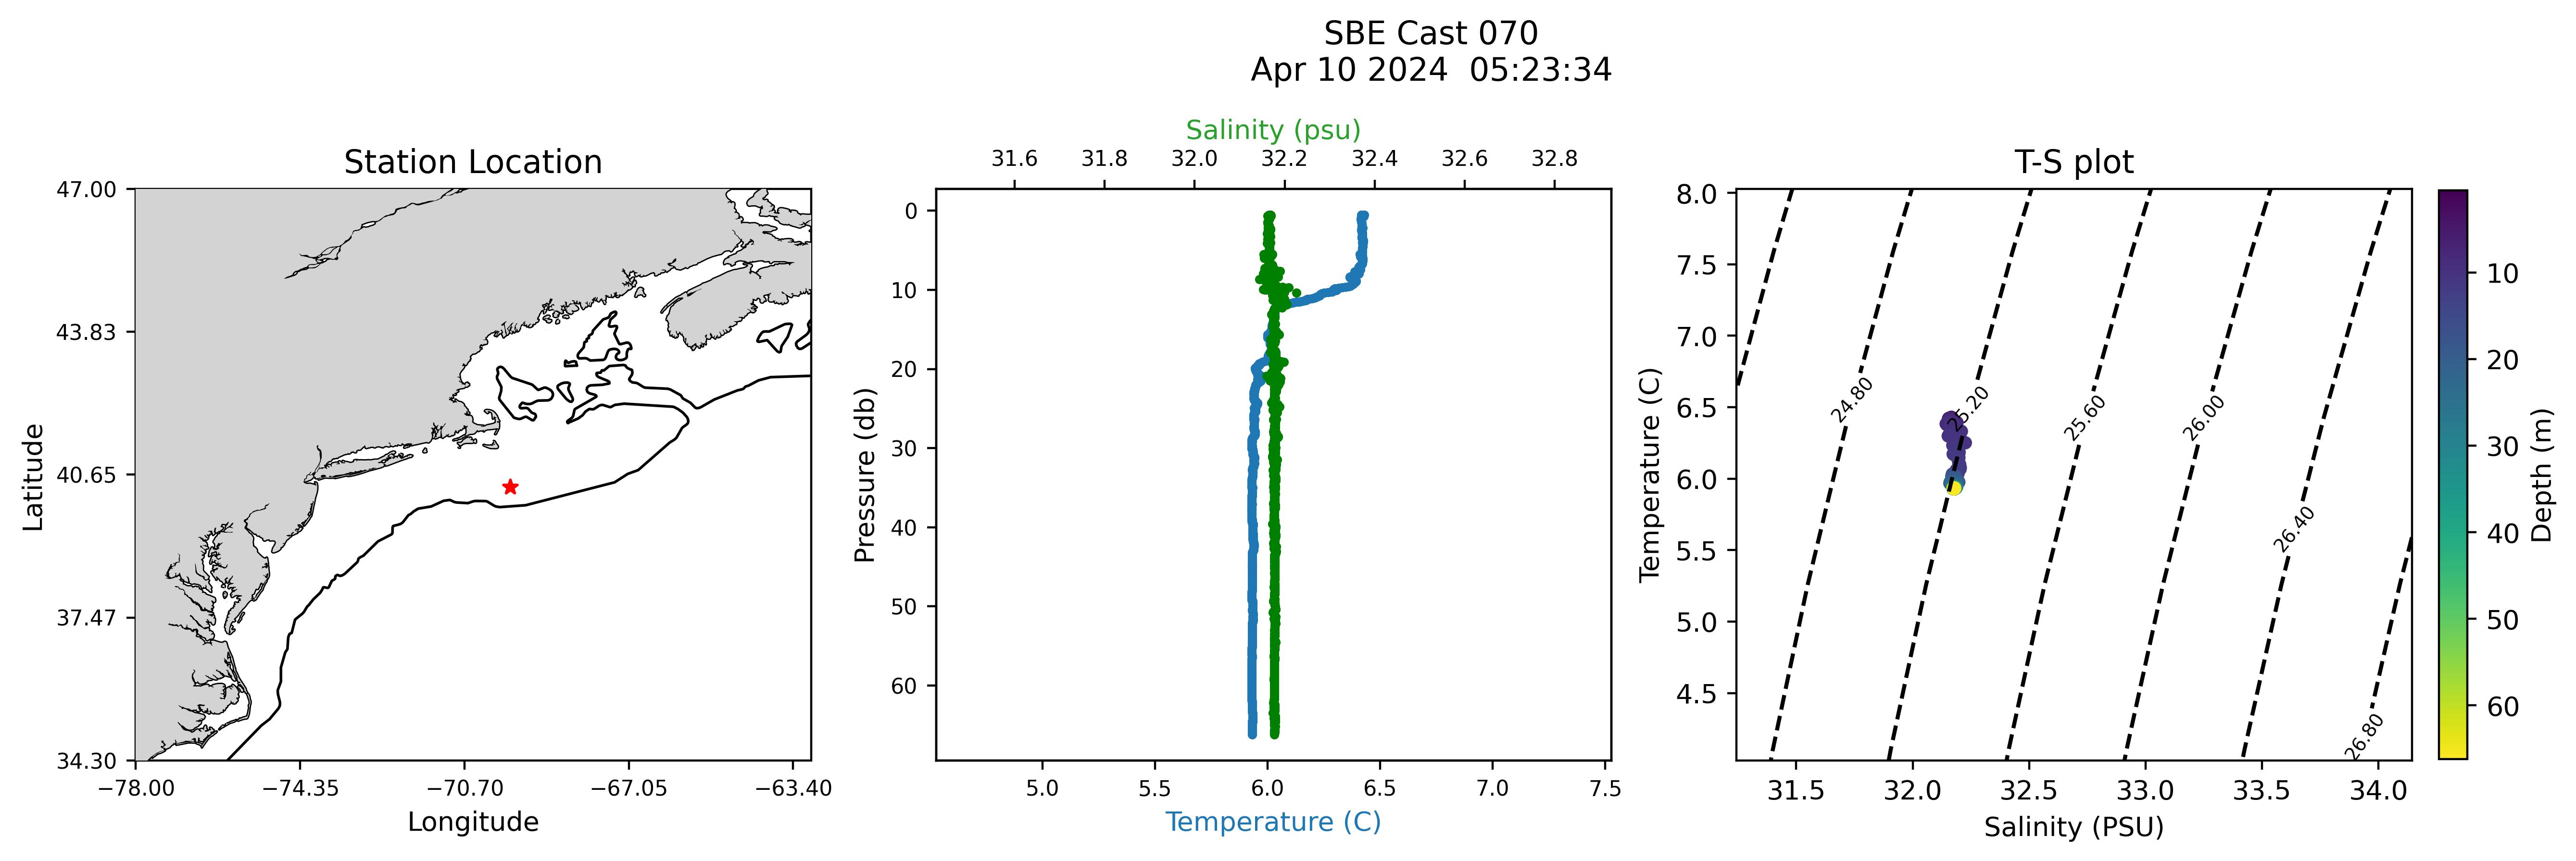 SBE Cast 070
Apr 10 2024  05:23:34
Station Location
47.00
43.83
40.65
37.47
34.30
Latitude
−78.00 −74.35 −70.70 −67.05 −63.40
Longitude
Salinity (psu)
31.6 31.8 32.0 32.2 32.4 32.6 32.8
0
10
20
30
40
50
60
Pressure (db)
5.0 5.5 6.0 6.5 7.0 7.5
Temperature (C)
T-S plot
8.0
7.5
7.0
6.5
6.0
5.5
5.0
4.5
Temperature (C)
24.80
25.20
25.60
26.00
26.40
26.80
31.5 32.0 32.5 33.0 33.5 34.0
Salinity (PSU)
10
20
30
40
50
60
Depth (m)